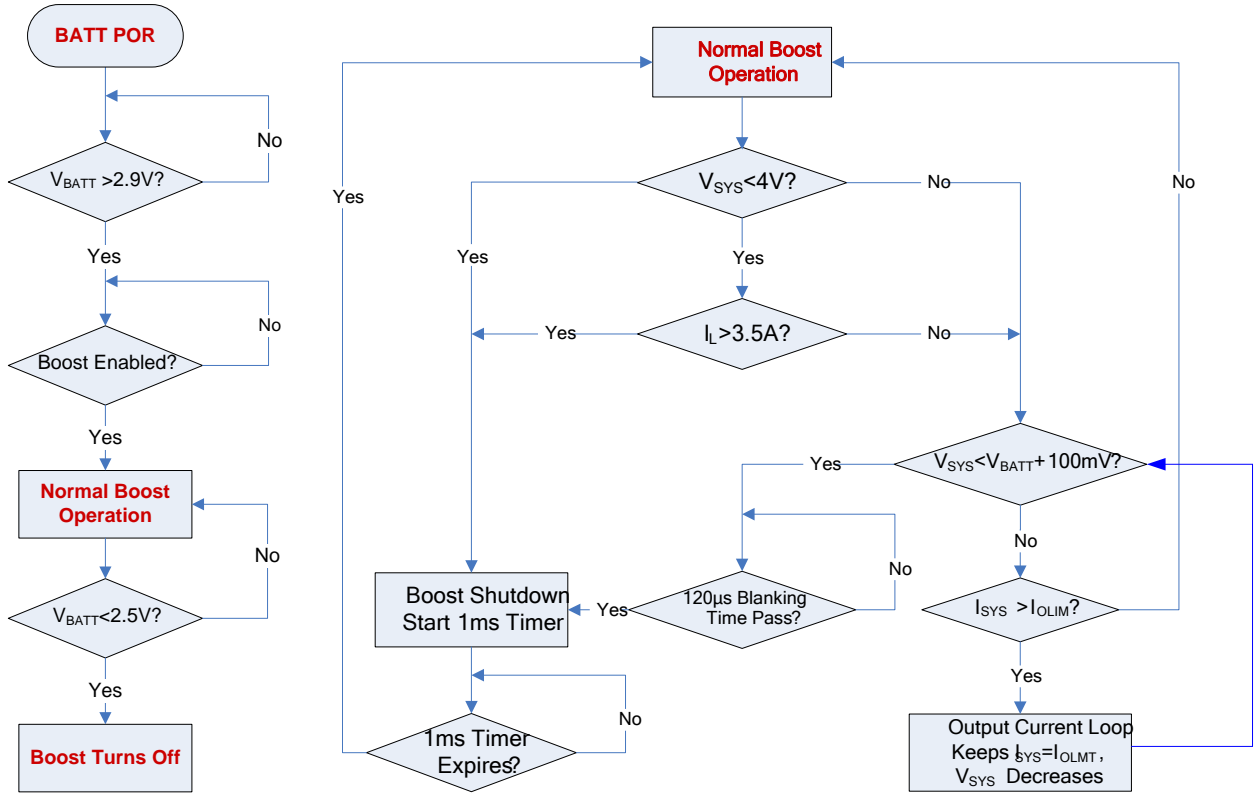 BATT POR
No
VBATT >2.9V?
Yes
No
Boost Enabled?
Yes
Normal Boost
Operation
No
VBATT<2.5V?
Yes
Boost Turns Off
Normal Boost
Operation
VSYS<4V?
No
No
Yes
Yes
Yes
IL>3.5A?
Yes
No
VSYS<VBATT+100mV?
Yes
No
No
Boost Shutdown
Start 1ms Timer
Yes
120µs Blanking
Time Pass?
ISYS >IOLIM?
Yes
No
1ms Timer
Expires?
Output Current Loop
Keeps ISYS=IOLMT,
VSYS Decreases